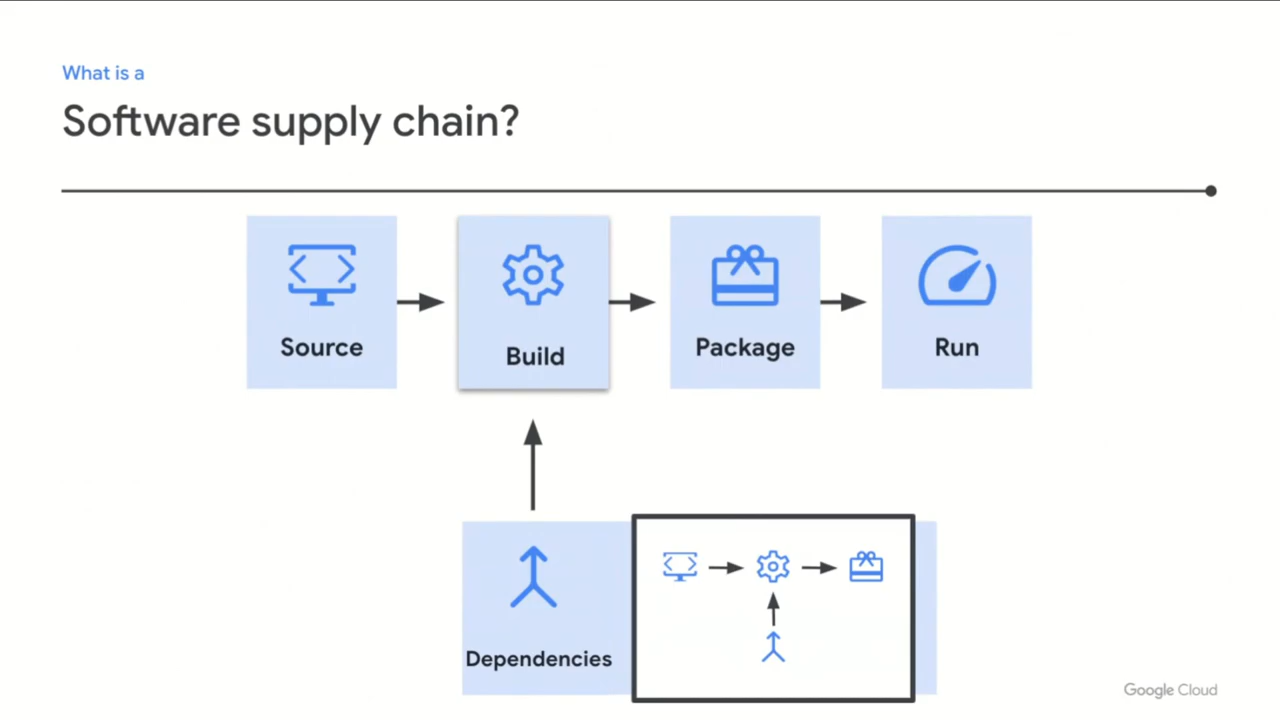 What is a
Software supply chain?
Source
Build
Package
Run
Dependencies
Google Cloud